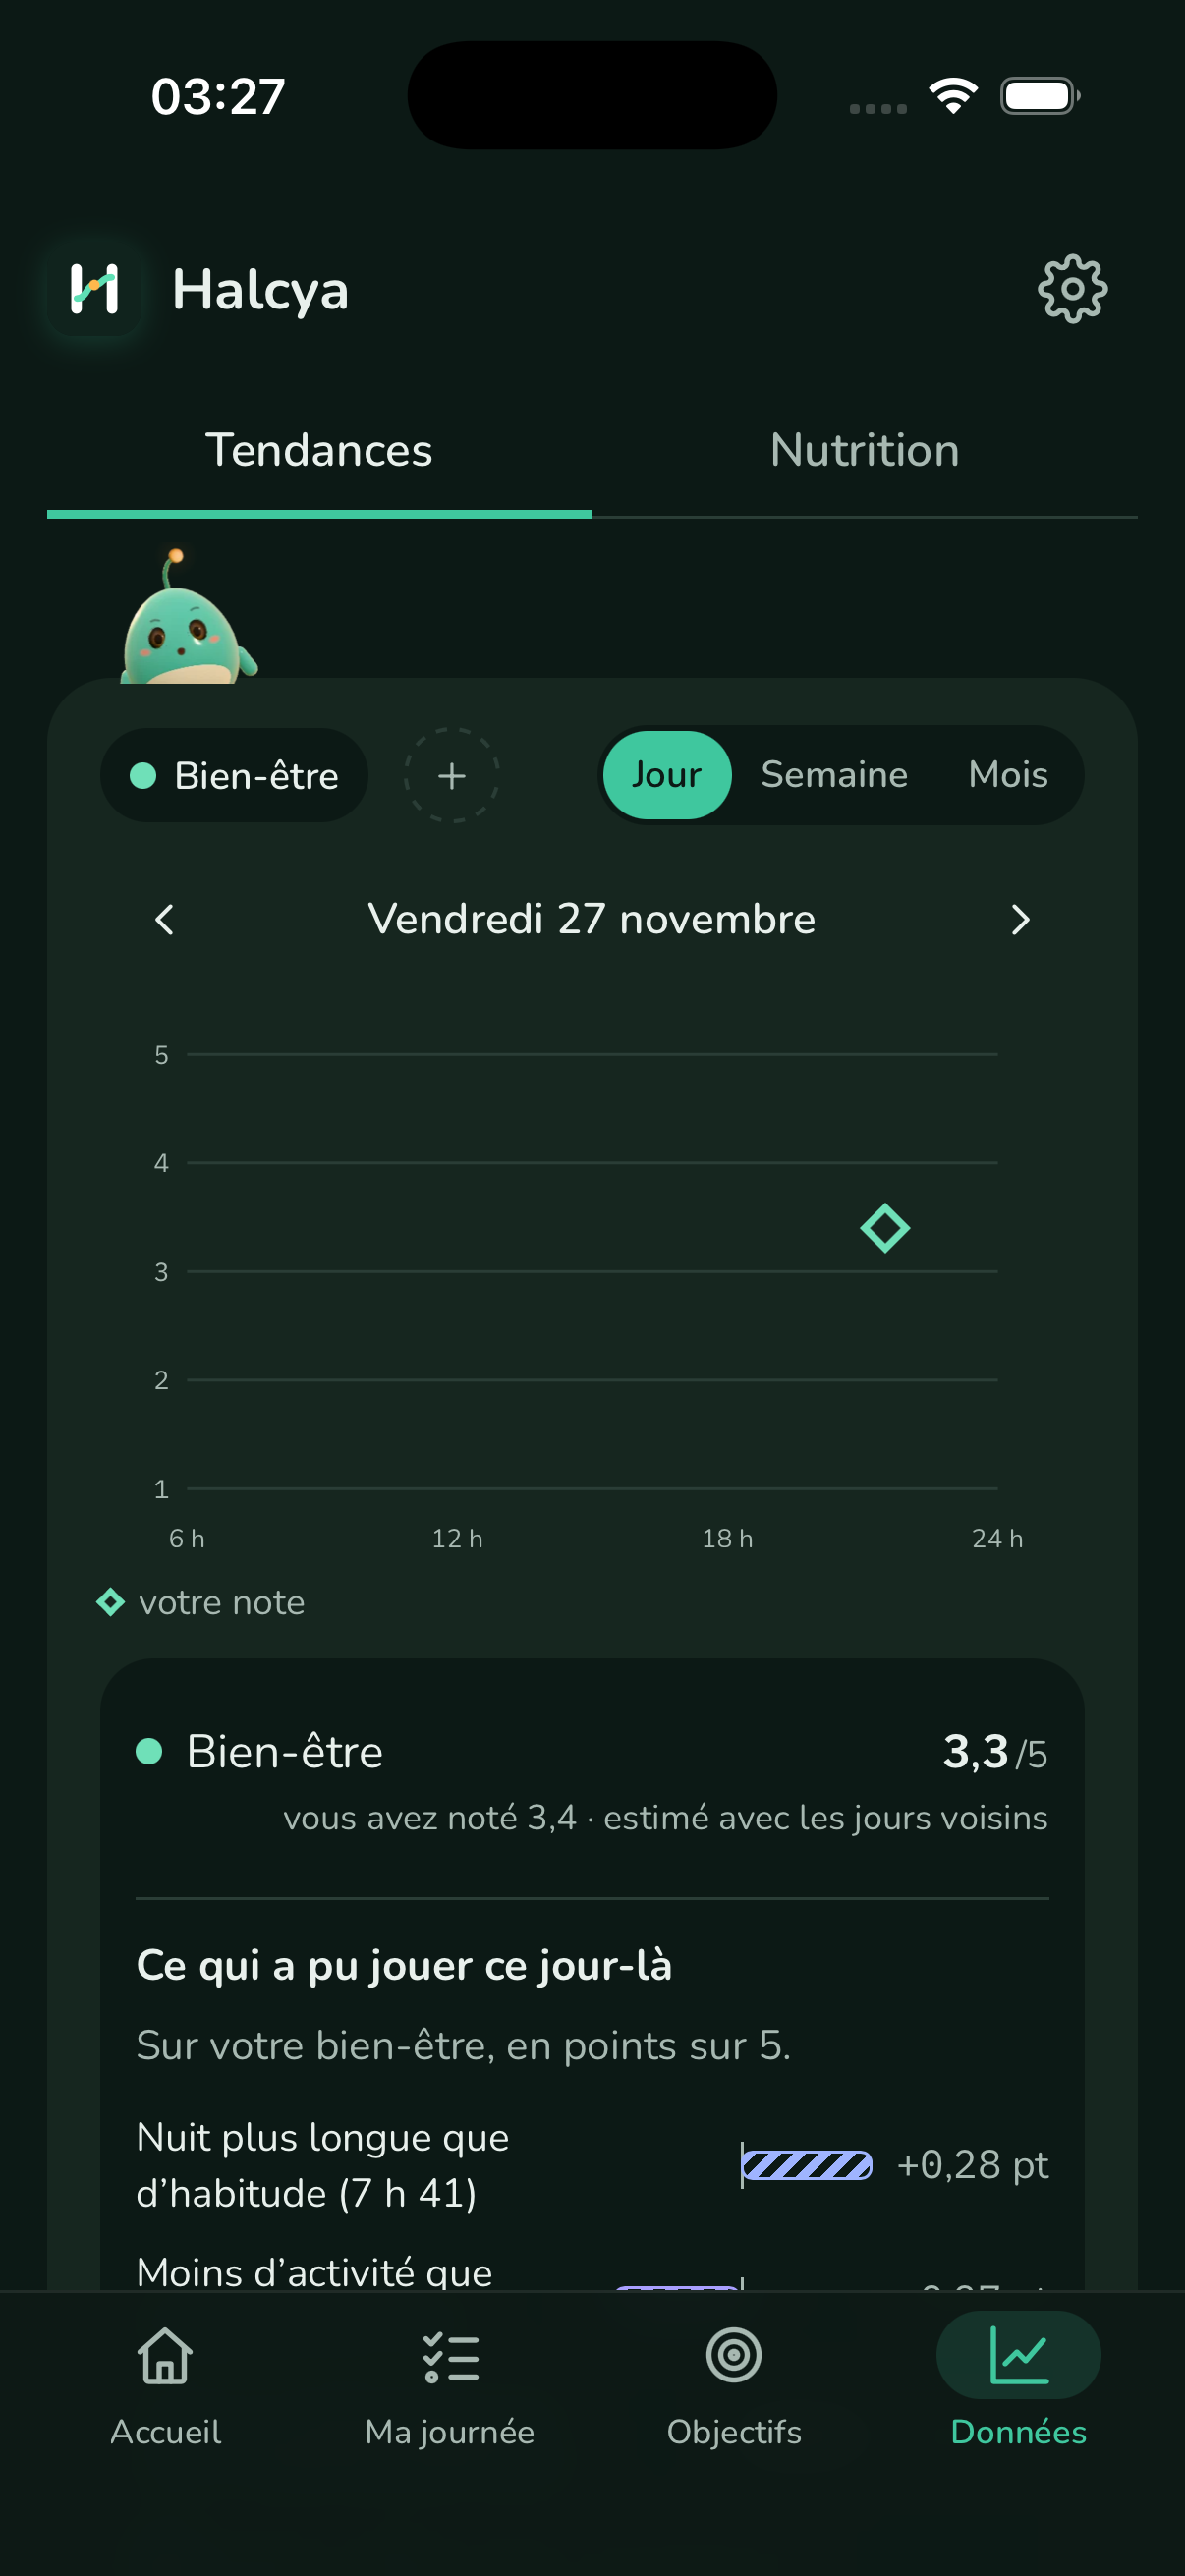 03:27
Halcya
Tendances
Nutrition
Bien-être
+
Jour
Semaine
Mois
Vendredi 27 novembre
5
4
3
2
1
6 h
12 h
18 h
24 h
votre note
Bien-être
3,3 /5
vous avez noté 3,4 · estimé avec les jours voisins
Ce qui a pu jouer ce jour-là
Sur votre bien-être, en points sur 5.
Nuit plus longue que
d’habitude (7 h 41)
+0,28 pt
Moins d’activité que
Accueil
Ma journée
Objectifs
Données